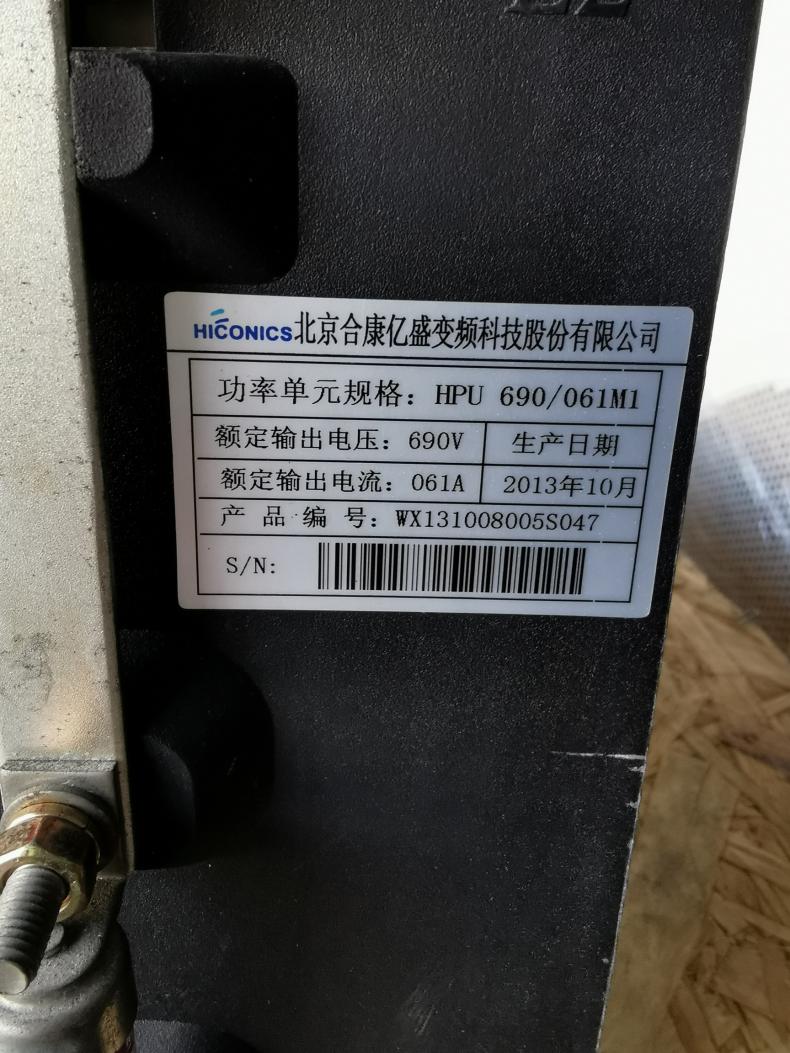 HICONICS北京合康亿盛变频科技股份有限公司
功率单元规格: HPU 690/061M1
额定输出电压: 690V 生产日期
额定输出电流: 061A 2013年10月
产品编号: WX131008005S047
S/N: